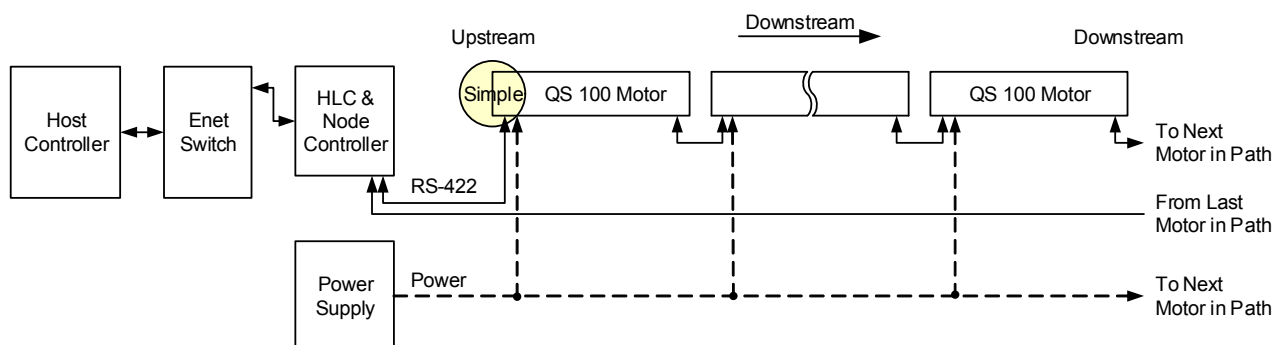 Downstream
Upstream
Downstream
Host
Controller
Enet
Switch
HLC &
Node
Controller
Simple
QS 100 Motor
QS 100 Motor
To Next
Motor in Path
RS-422
From Last
Motor in Path
Power
Supply
Power
To Next
Motor in Path